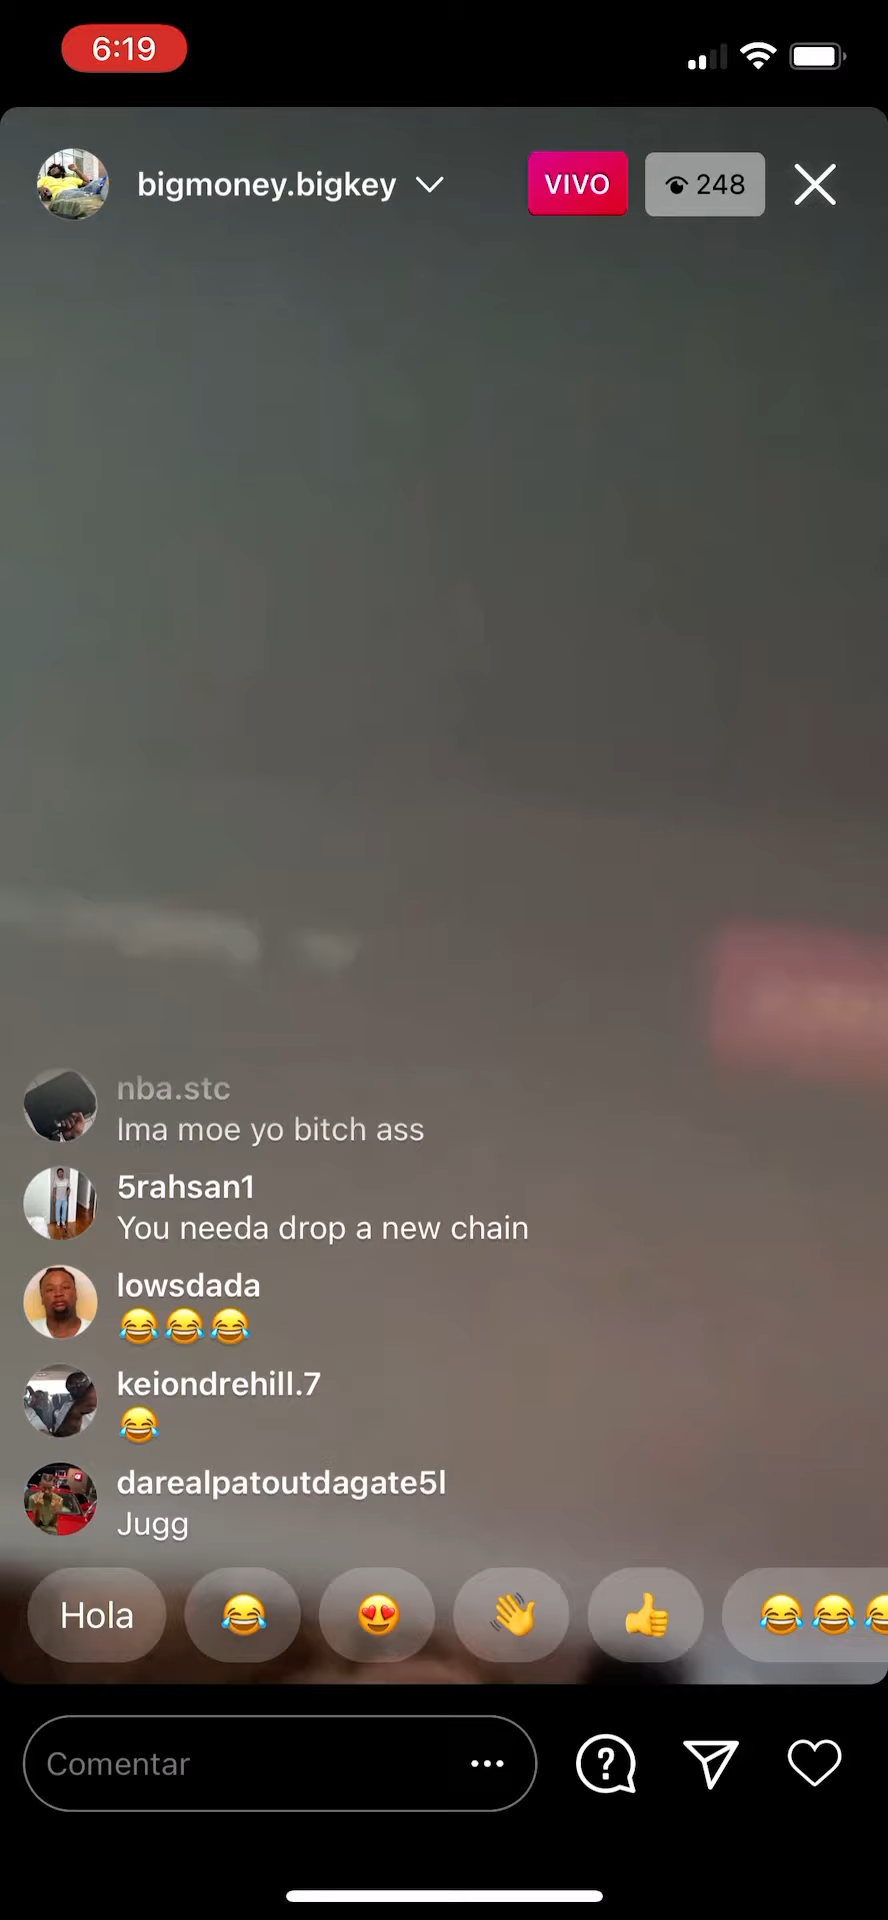 6:19
bigmoney.bigkey
VIVO
248
nba.stc
Ima moe yo bitch ass
5rahsan1
You needa drop a new chain
lowsdada
😂😂😂
keiondrehill.7
😂
darealpatoutdagate5l
Jugg
Hola 😂 😍 👋 👍 😂😂😂
Comentar